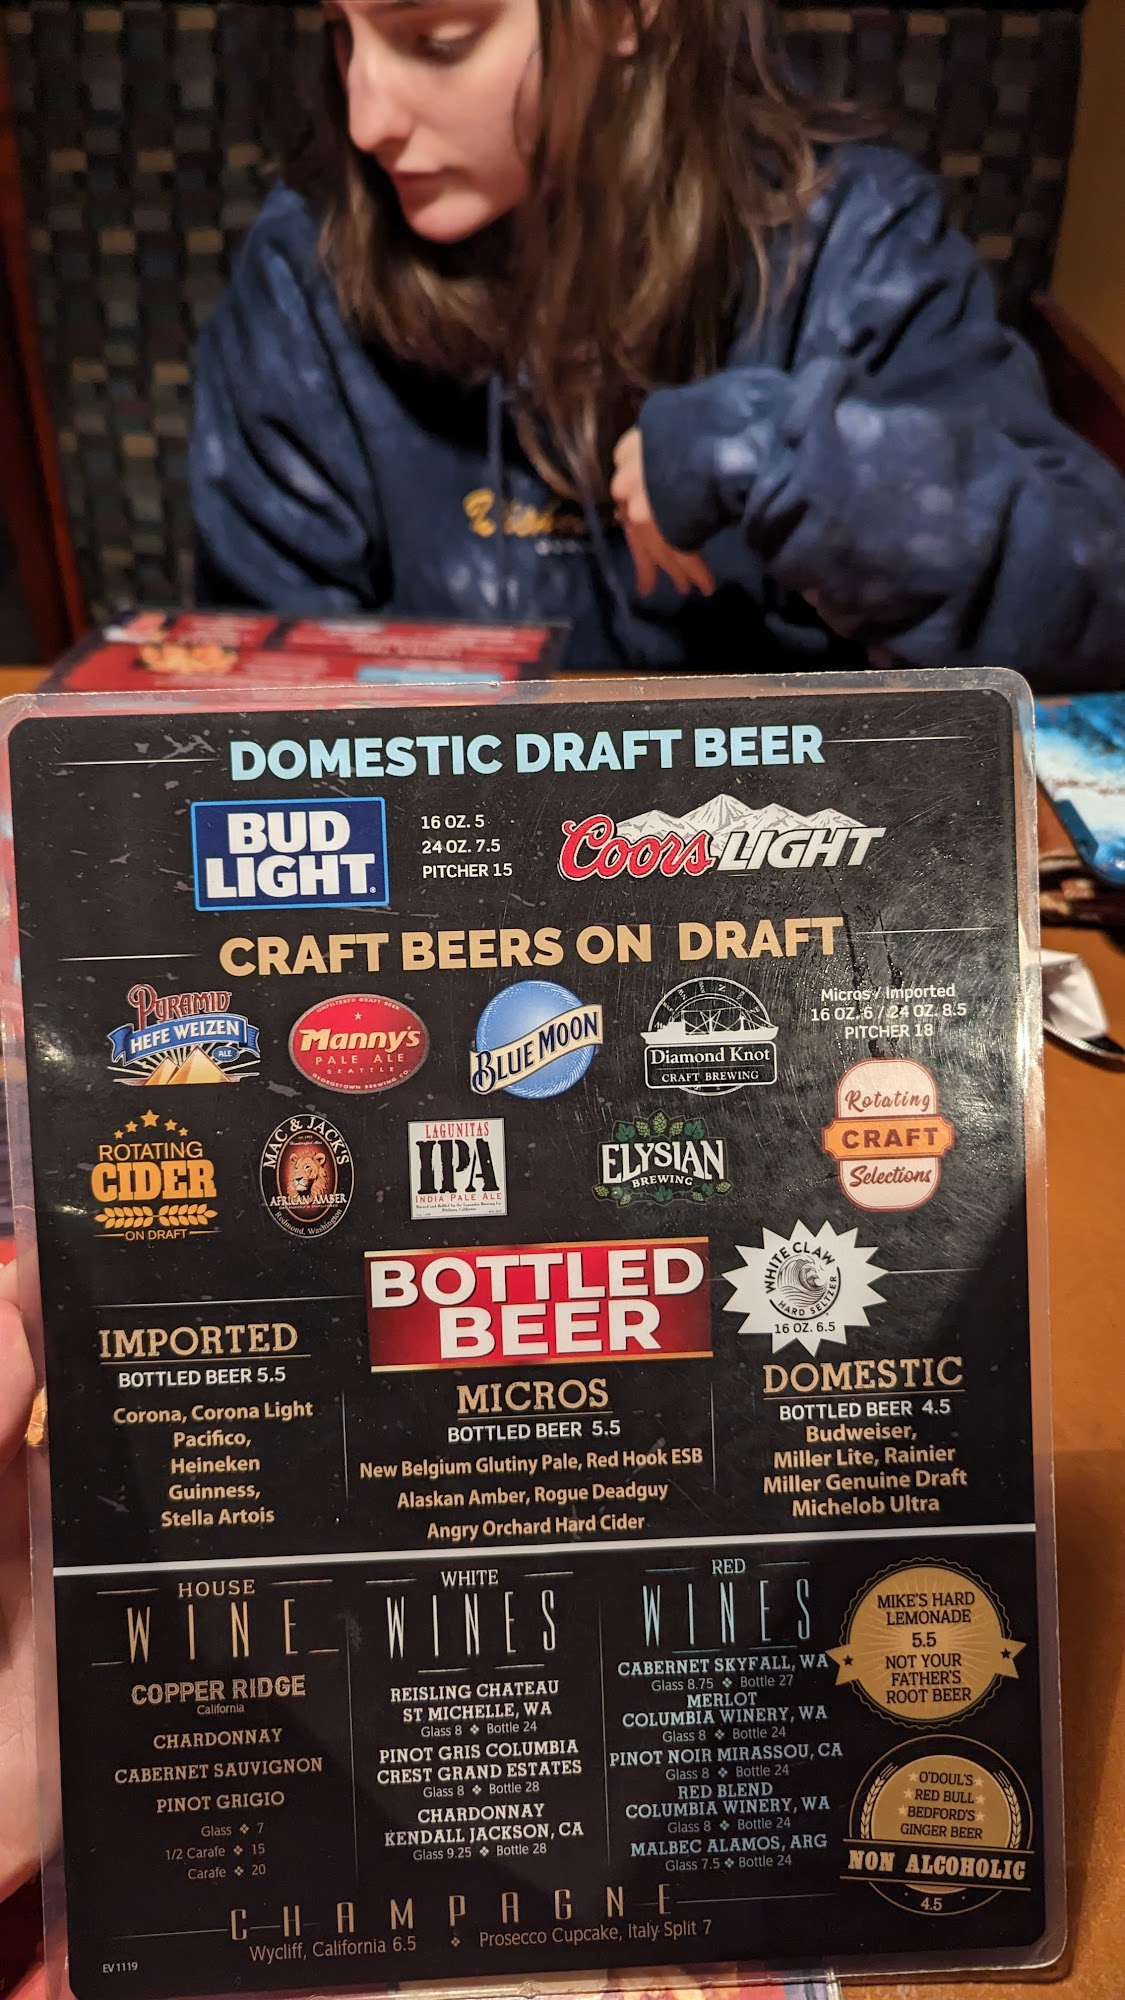 DOMESTIC DRAFT BEER
BUD
LIGHT
16 OZ. 5
24 OZ. 7.5
PITCHER 15
Coors LIGHT
CRAFT BEERS ON DRAFT
PYRAMID
HEFE WEIZEN
ALE
UNFILTERED DRAFT BEER
Manny's
PALE ALE
SEATTLE
GEORGETOWN BREWING CO.
BLUE MOON
Diamond Knot
CRAFT BREWING
Micros / Imported
16 OZ. 6 / 24 OZ. 8.5
PITCHER 18
ROTATING
CIDER
ON DRAFT
MAC & JACK'S
AFRICAN AMBER
Redmond, Washington
LAGUNITAS
IPA
INDIA PALE ALE
ELYSIAN
BREWING
Rotating
CRAFT
Selections
BOTTLED
BEER
WHITE CLAW
HARD SELTZER
16 OZ. 6.5
IMPORTED
BOTTLED BEER 5.5
Corona, Corona Light
Pacifico,
Heineken
Guinness,
Stella Artois
MICROS
BOTTLED BEER 5.5
New Belgium Glutiny Pale, Red Hook ESB
Alaskan Amber, Rogue Deadguy
Angry Orchard Hard Cider
DOMESTIC
BOTTLED BEER 4.5
Budweiser,
Miller Lite, Rainier
Miller Genuine Draft
Michelob Ultra
HOUSE
WINE
COPPER RIDGE
California
CHARDONNAY
CABERNET SAUVIGNON
PINOT GRIGIO
Glass ❖ 7
1/2 Carafe ❖ 15
Carafe ❖ 20
WHITE
WINES
REISLING CHATEAU
ST MICHELLE, WA
Glass 8 ❖ Bottle 24
PINOT GRIS COLUMBIA
CREST GRAND ESTATES
Glass 8 ❖ Bottle 28
CHARDONNAY
KENDALL JACKSON, CA
Glass 9.25 ❖ Bottle 28
RED
WINES
CABERNET SKYFALL, WA
Glass 8.75 ❖ Bottle 27
MERLOT
COLUMBIA WINERY, WA
Glass 8 ❖ Bottle 24
PINOT NOIR MIRASSOU, CA
Glass 8 ❖ Bottle 24
RED BLEND
COLUMBIA WINERY, WA
Glass 8 ❖ Bottle 24
MALBEC ALAMOS, ARG
Glass 7.5 ❖ Bottle 24
MIKE'S HARD
LEMONADE
5.5
NOT YOUR
FATHER'S
ROOT BEER
O'DOUL'S
RED BULL
BEDFORD'S
GINGER BEER
NON ALCOHOLIC
4.5
CHAMPAGNE
Wycliff, California 6.5 ❖ Prosecco Cupcake, Italy Split 7
EV1119